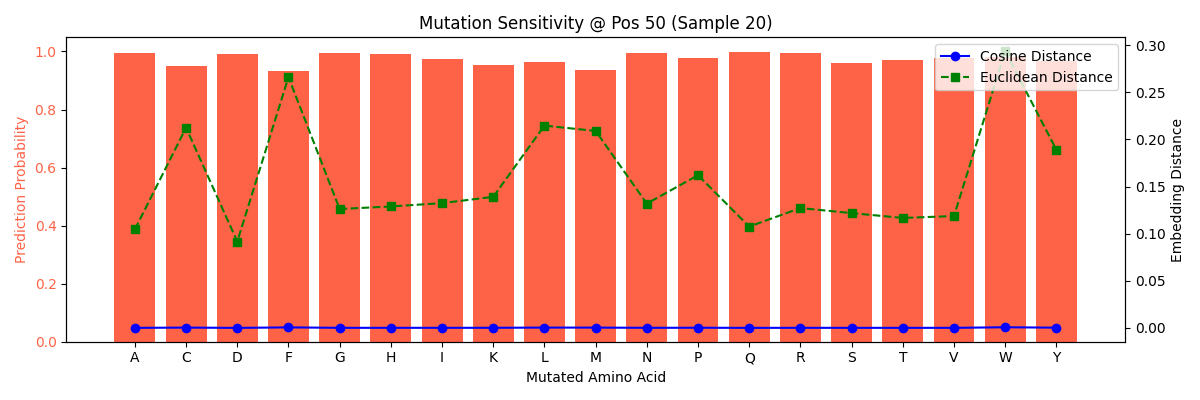 Mutation Sensitivity @ Pos 50 (Sample 20)
Cosine Distance
Euclidean Distance
Prediction Probability
1.0
0.8
0.6
0.4
0.2
0.0
Embedding Distance
0.30
0.25
0.20
0.15
0.10
0.05
0.00
A C D F G H I K L M N P Q R S T V W Y
Mutated Amino Acid